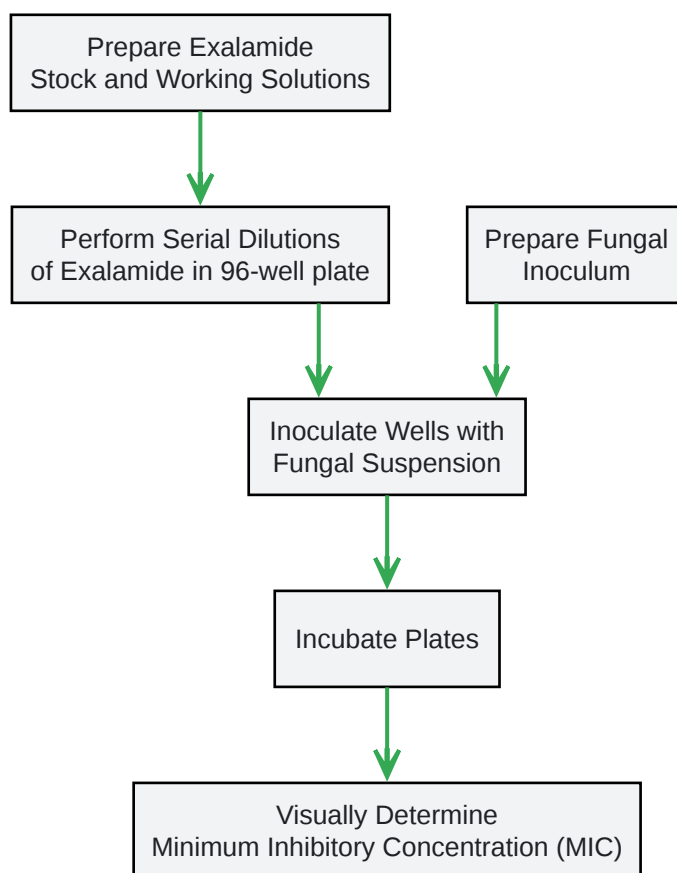 Prepare Exalamide
Stock and Working Solutions
Perform Serial Dilutions
of Exalamide in 96-well plate
Prepare Fungal
Inoculum
Inoculate Wells with
Fungal Suspension
Incubate Plates
Visually Determine
Minimum Inhibitory Concentration (MIC)